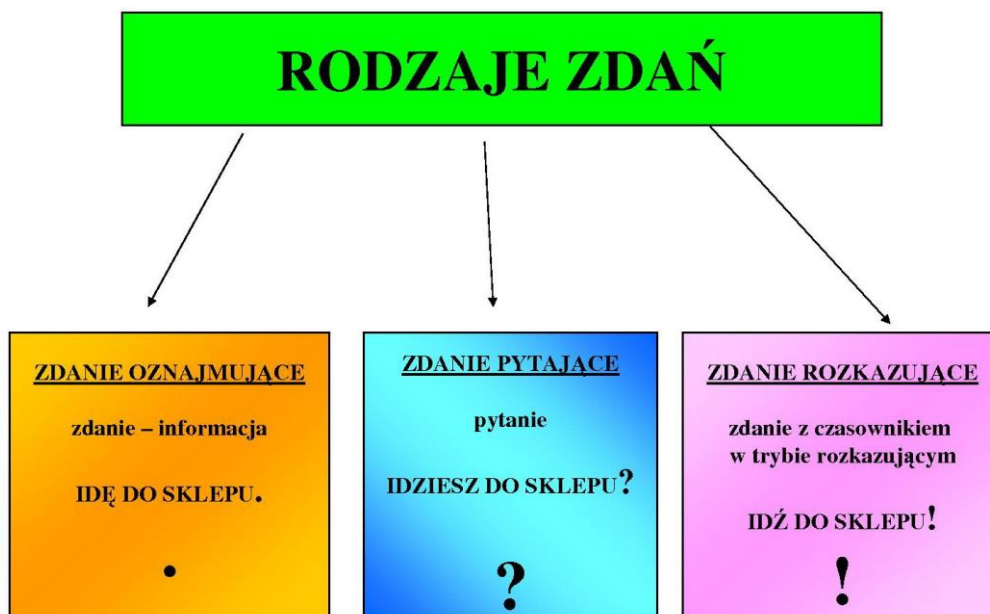 RODZAJE ZDAŃ
ZDANIE OZNAJMUJĄCE
zdanie – informacja
IDĘ DO SKLEPU.
.
ZDANIE PYTAJĄCE
pytanie
IDZIESZ DO SKLEPU?
?
ZDANIE ROZKAZUJĄCE
zdanie z czasownikiem
w trybie rozkazującym
IDŹ DO SKLEPU!
!